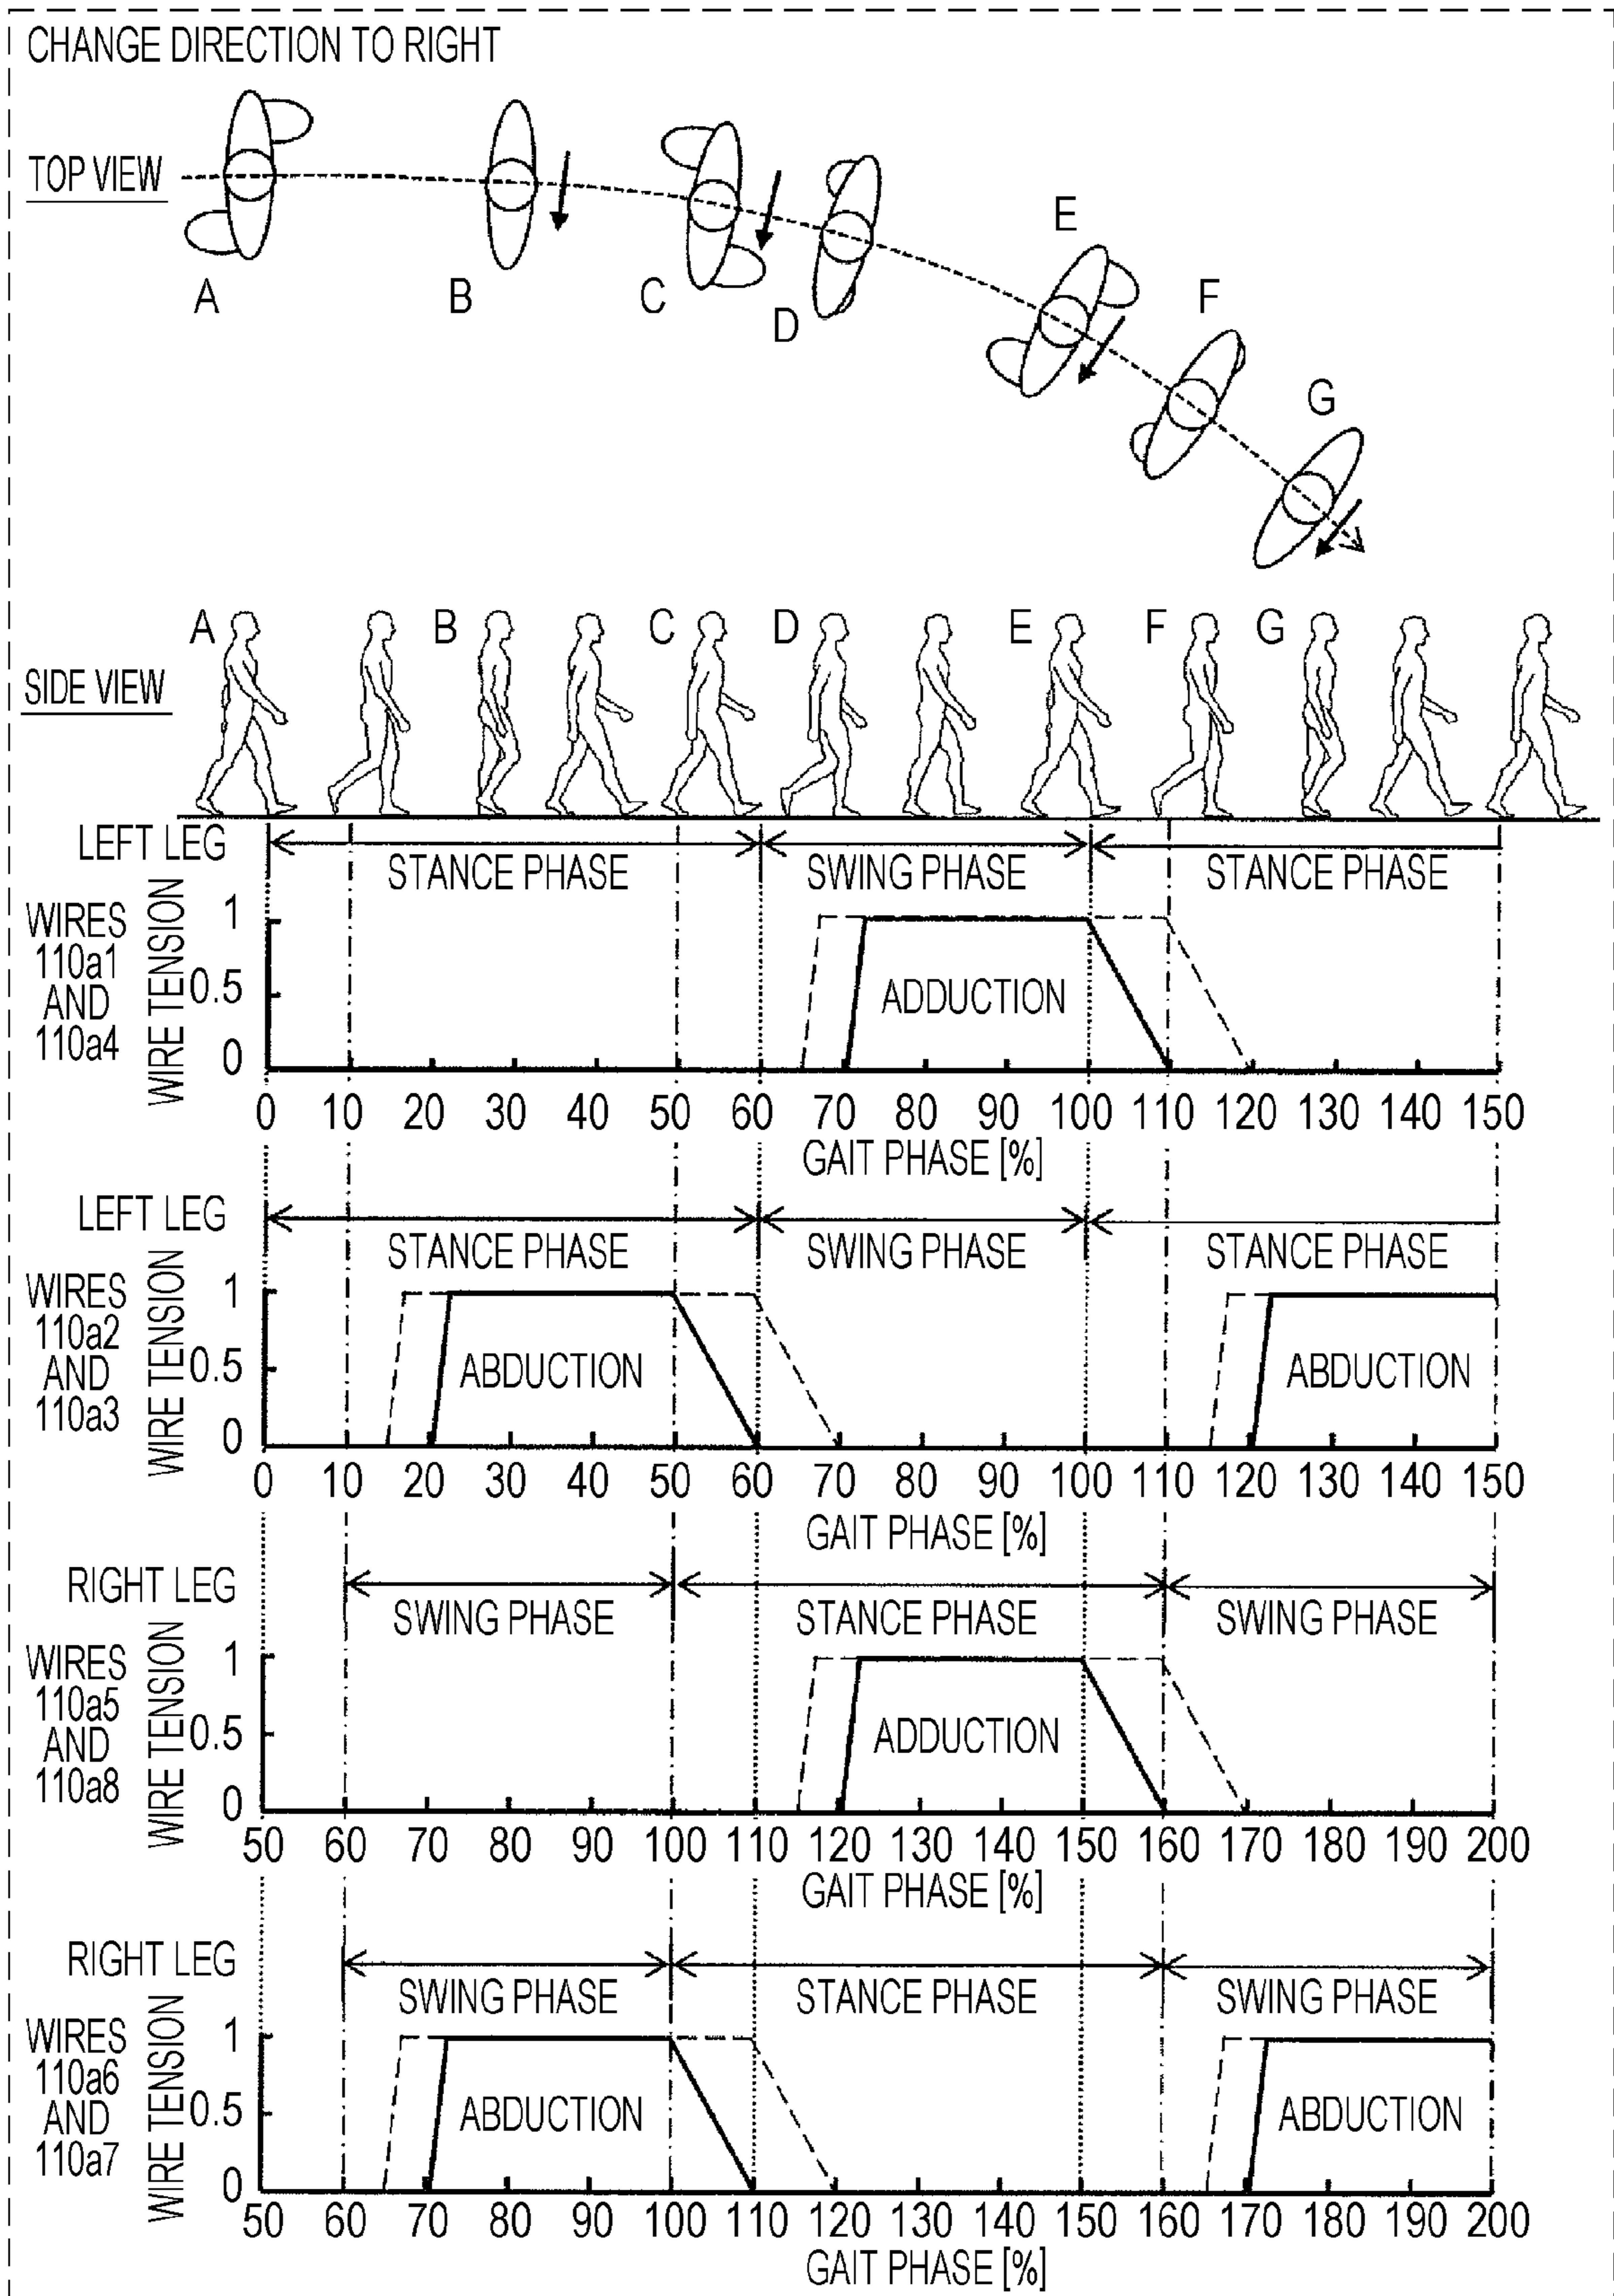 CHANGE DIRECTION TO RIGHT
TOP VIEW
A
B
C
D
E
F
G
SIDE VIEW
A B C D E F G
LEFT LEG
STANCE PHASE SWING PHASE STANCE PHASE
WIRES
110a1
AND
110a4
WIRE TENSION
1
0.5
0
ADDUCTION
0 10 20 30 40 50 60 70 80 90 100 110 120 130 140 150
GAIT PHASE [%]
LEFT LEG
STANCE PHASE SWING PHASE STANCE PHASE
WIRES
110a2
AND
110a3
WIRE TENSION
1
0.5
0
ABDUCTION ABDUCTION
0 10 20 30 40 50 60 70 80 90 100 110 120 130 140 150
GAIT PHASE [%]
RIGHT LEG
SWING PHASE STANCE PHASE SWING PHASE
WIRES
110a5
AND
110a8
WIRE TENSION
1
0.5
0
ADDUCTION
50 60 70 80 90 100 110 120 130 140 150 160 170 180 190 200
GAIT PHASE [%]
RIGHT LEG
SWING PHASE STANCE PHASE SWING PHASE
WIRES
110a6
AND
110a7
WIRE TENSION
1
0.5
0
ABDUCTION ABDUCTION
50 60 70 80 90 100 110 120 130 140 150 160 170 180 190 200
GAIT PHASE [%]